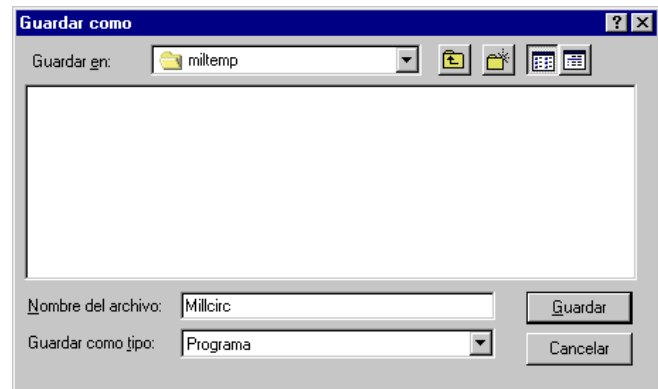 Guardar como
Guardar en: miltemp
Nombre del archivo: Millcirc Guardar
Guardar como tipo: Programa Cancelar